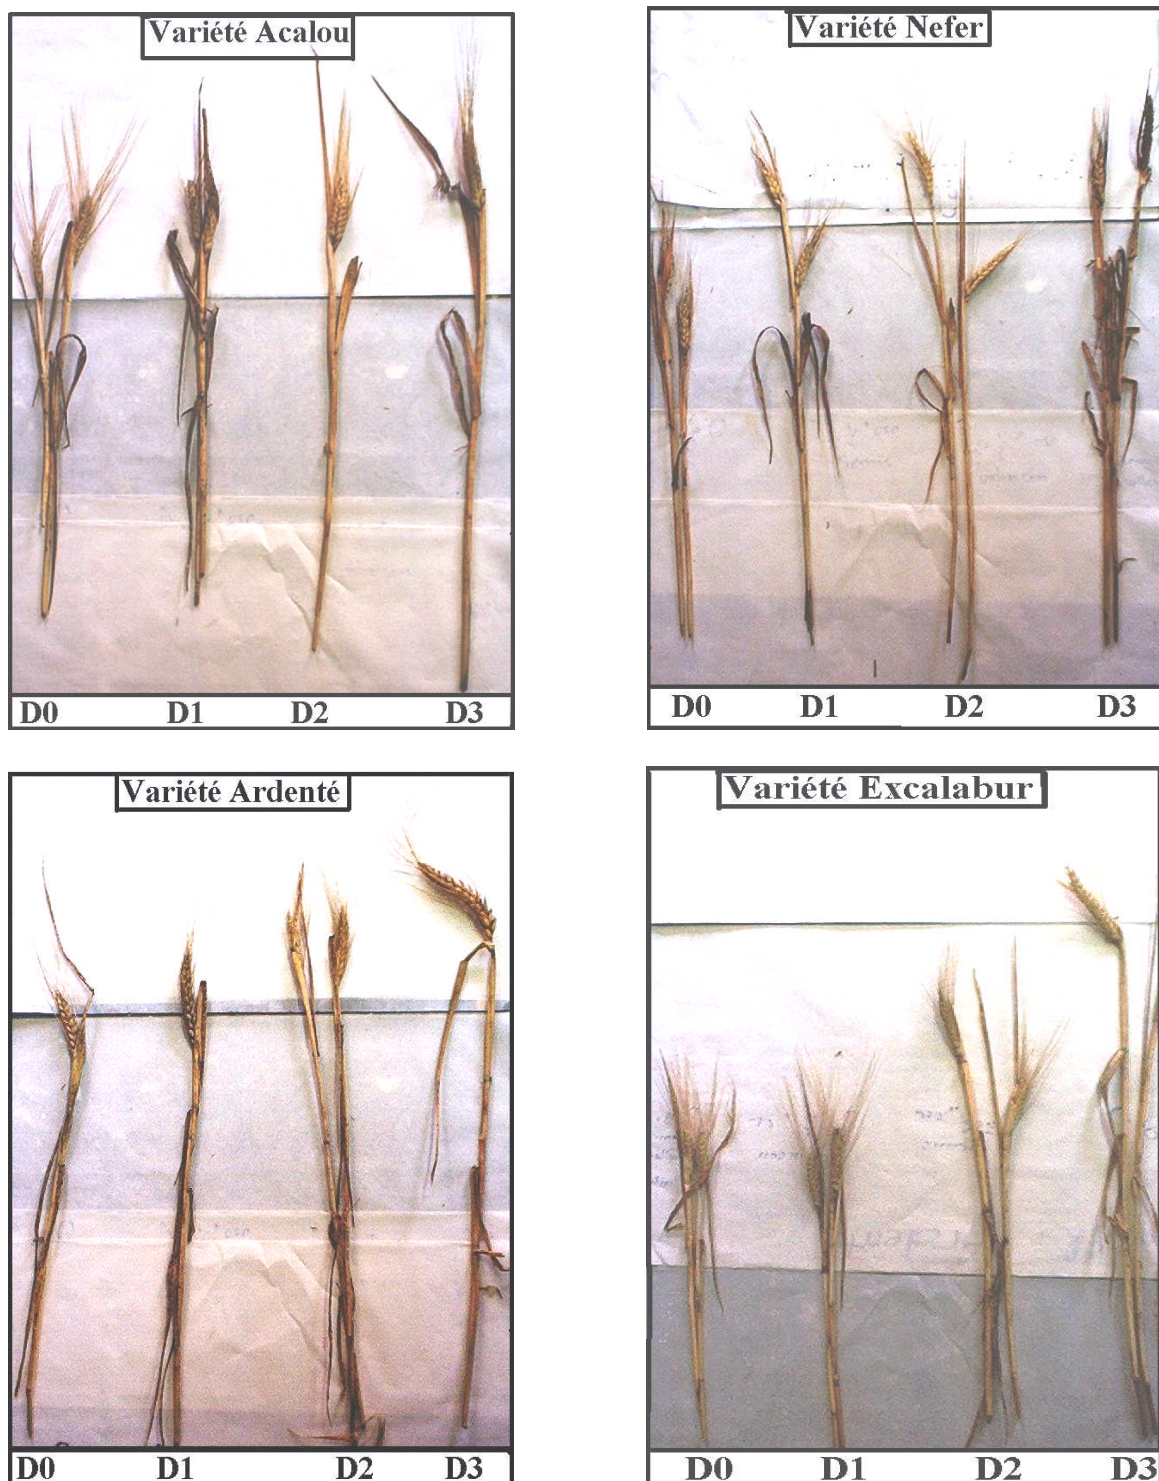 Variété Acalou
D0 D1 D2 D3
Variété Nefer
D0 D1 D2 D3
Variété Ardenté
D0 D1 D2 D3
Variété Excalabur
D0 D1 D2 D3